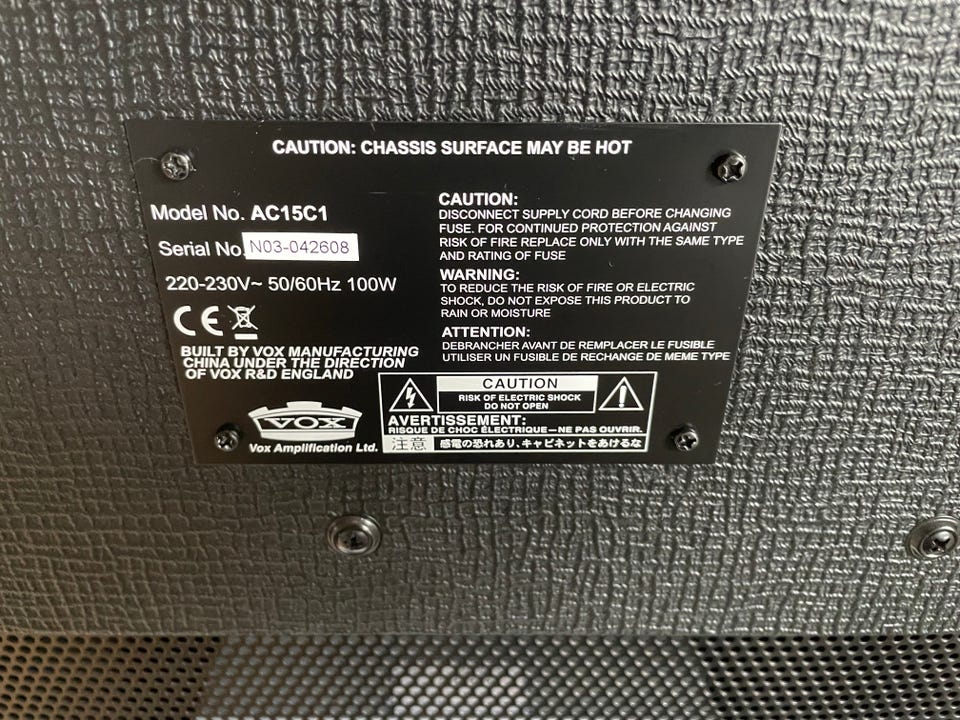 CAUTION: CHASSIS SURFACE MAY BE HOT
Model No. AC15C1
Serial No. N03-042608
220-230V~ 50/60Hz 100W
CE
BUILT BY VOX MANUFACTURING
CHINA UNDER THE DIRECTION
OF VOX R&D ENGLAND
VOX
Vox Amplification Ltd.
CAUTION:
DISCONNECT SUPPLY CORD BEFORE CHANGING
FUSE. FOR CONTINUED PROTECTION AGAINST
RISK OF FIRE REPLACE ONLY WITH THE SAME TYPE
AND RATING OF FUSE
WARNING:
TO REDUCE THE RISK OF FIRE OR ELECTRIC
SHOCK, DO NOT EXPOSE THIS PRODUCT TO
RAIN OR MOISTURE
ATTENTION:
DEBRANCHER AVANT DE REMPLACER LE FUSIBLE
UTILISER UN FUSIBLE DE RECHANGE DE MEME TYPE
CAUTION
RISK OF ELECTRIC SHOCK
DO NOT OPEN
AVERTISSEMENT:
RISQUE DE CHOC ÉLECTRIQUE—NE PAS OUVRIR.
注意 感電の恐れあり、キャビネットをあけるな